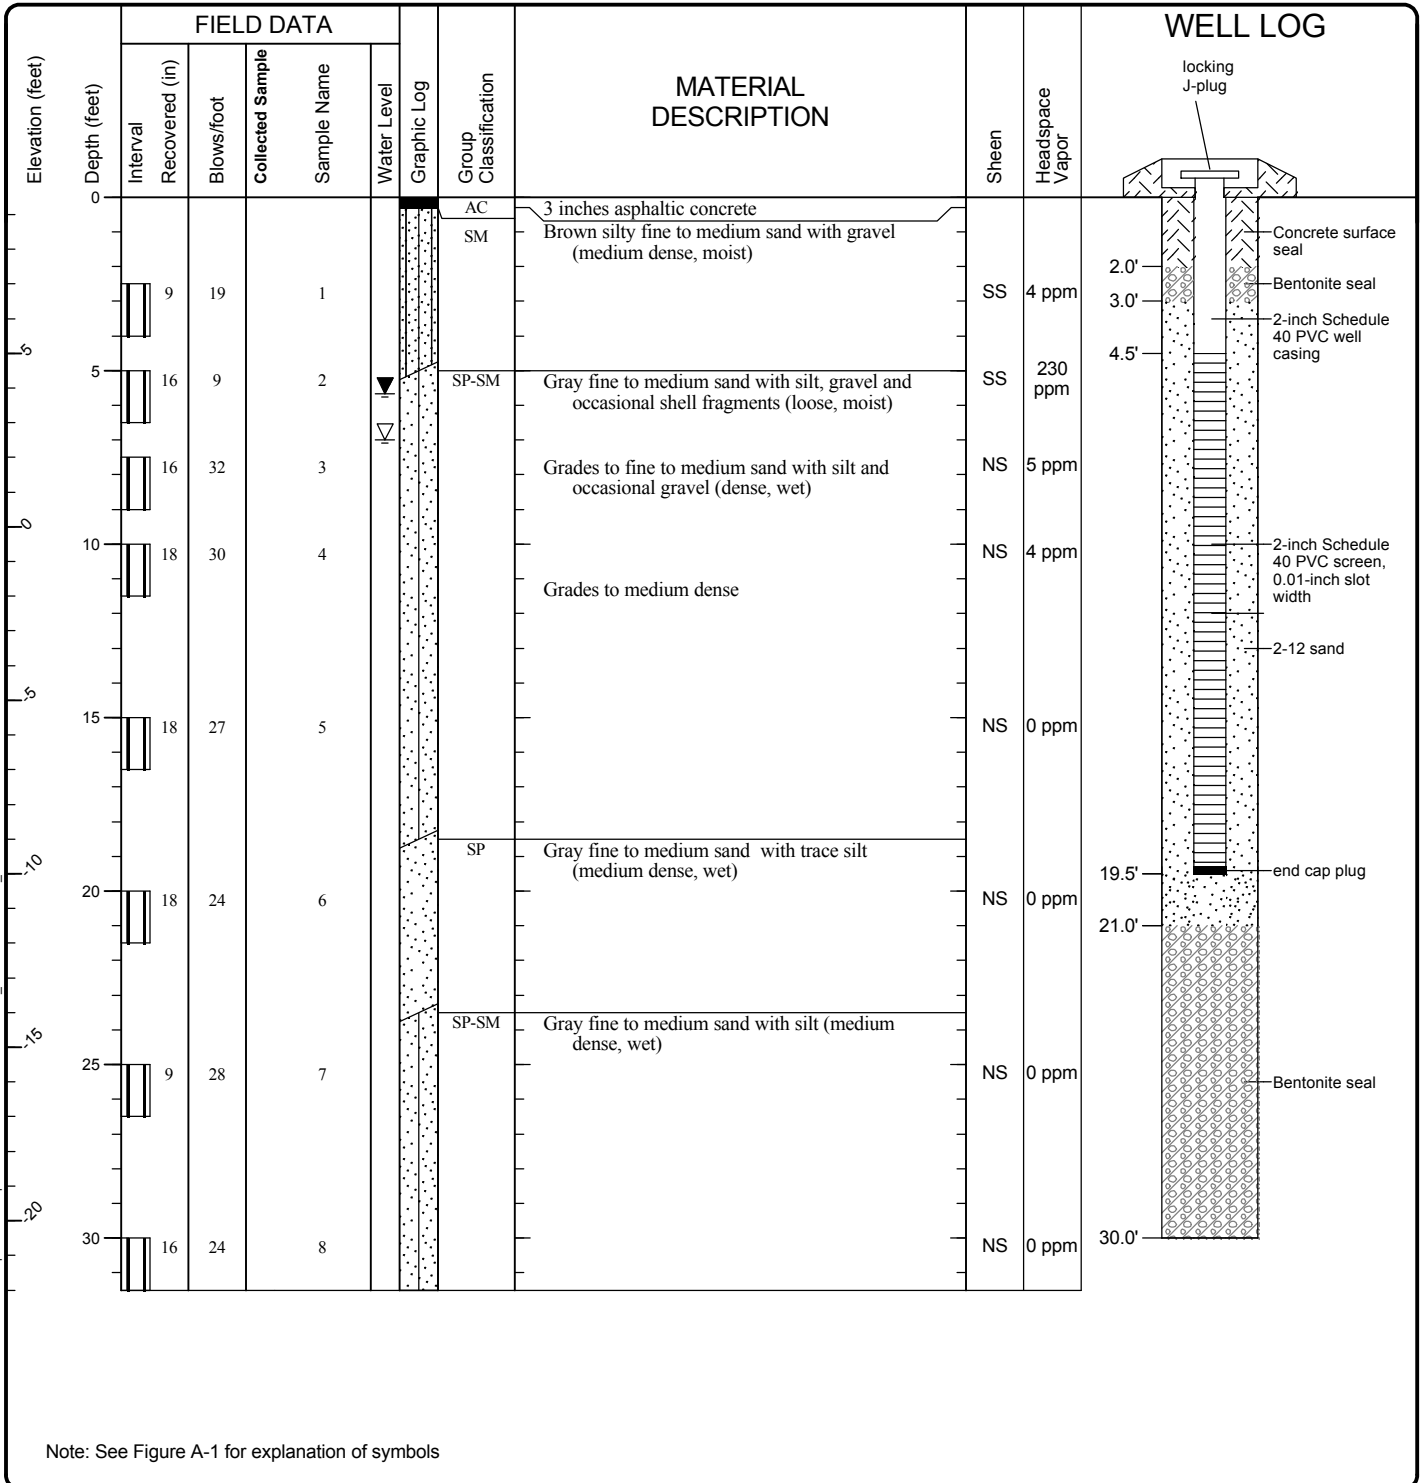 FIELD DATA
WELL LOG
Elevation (feet)
Depth (feet)
Interval
Recovered (in)
Blows/foot
Collected Sample
Sample Name
Water Level
Graphic Log
Group
Classification
MATERIAL
DESCRIPTION
Sheen
Headspace
Vapor
locking
J-plug
0
AC
3 inches asphaltic concrete
SM
Brown silty fine to medium sand with gravel
(medium dense, moist)
Concrete surface
seal
2.0'
Bentonite seal
9
19
1
SS
4 ppm
3.0'
2-inch Schedule
40 PVC well
casing
5
4.5'
5
16
9
2
SP-SM
Gray fine to medium sand with silt, gravel and
occasional shell fragments (loose, moist)
SS
230
ppm
16
32
3
Grades to fine to medium sand with silt and
occasional gravel (dense, wet)
NS
5 ppm
0
10
18
30
4
NS
4 ppm
2-inch Schedule
40 PVC screen,
0.01-inch slot
width
Grades to medium dense
2-12 sand
-5
15
18
27
5
NS
0 ppm
SP
Gray fine to medium sand with trace silt
(medium dense, wet)
-10
19.5'
end cap plug
20
18
24
6
NS
0 ppm
21.0'
SP-SM
Gray fine to medium sand with silt (medium
dense, wet)
-15
25
9
28
7
NS
0 ppm
Bentonite seal
-20
30
16
24
8
NS
0 ppm
30.0'
Note: See Figure A-1 for explanation of symbols